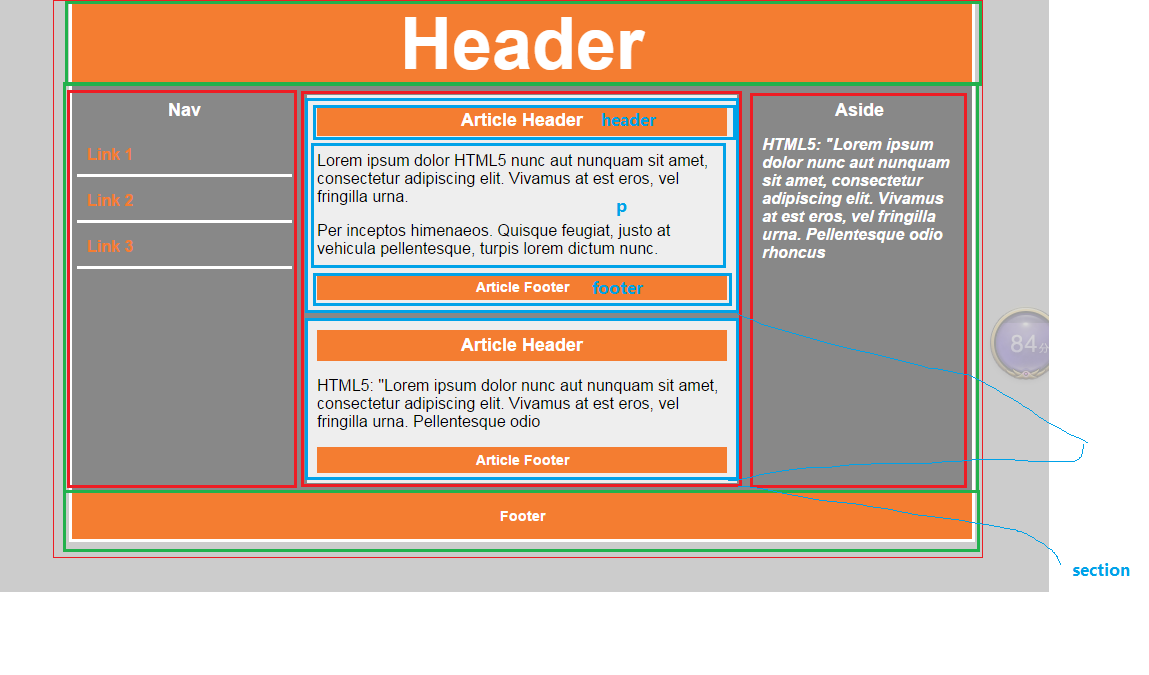 Header
Nav
Link 1
Link 2
Link 3
Article Header header
Lorem ipsum dolor HTML5 nunc aut nunquam sit amet,
consectetur adipiscing elit. Vivamus at est eros, vel
fringilla urna.
p
Per inceptos himenaeos. Quisque feugiat, justo at
vehicula pellentesque, turpis lorem dictum nunc.
Article Footer footer
Article Header
HTML5: "Lorem ipsum dolor nunc aut nunquam sit amet,
consectetur adipiscing elit. Vivamus at est eros, vel
fringilla urna. Pellentesque odio
Article Footer
Aside
HTML5: "Lorem ipsum
dolor nunc aut nunquam
sit amet, consectetur
adipiscing elit. Vivamus
at est eros, vel fringilla
urna. Pellentesque odio
rhoncus
84分
Footer
section